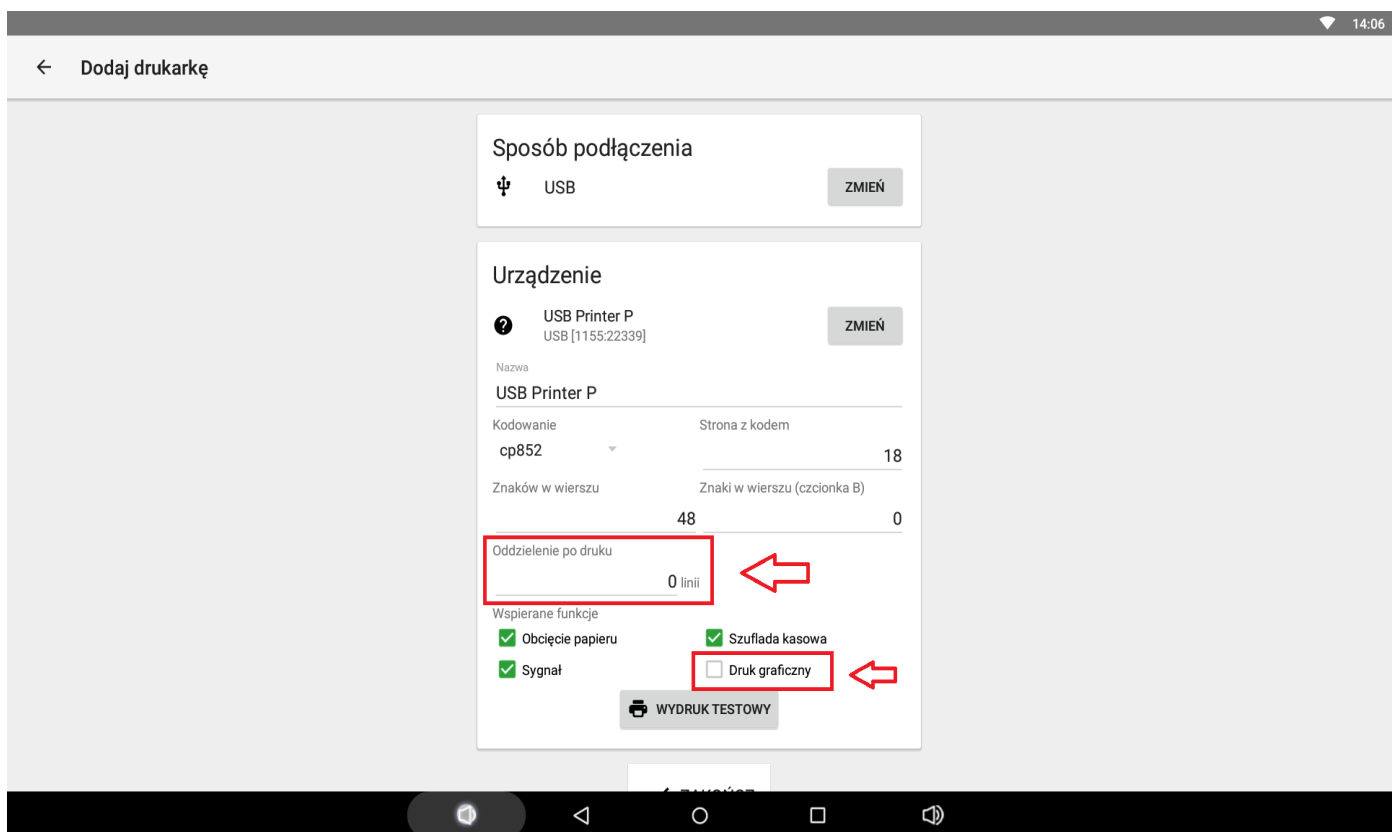 14:06
Dodaj drukarkę
Sposób podłączenia
USB
ZMIEŃ
Urządzenie
USB Printer P
USB [1155:22339]
ZMIEŃ
Nazwa
USB Printer P
Kodowanie
Strona z kodem
cp852
18
Znaków w wierszu
Znaki w wierszu (czcionka B)
48
0
Oddzielenie po druku
0 linii
Wspierane funkcje
Obcięcie papieru
Szuflada kasowa
Sygnał
Druk graficzny
WYDRUK TESTOWY